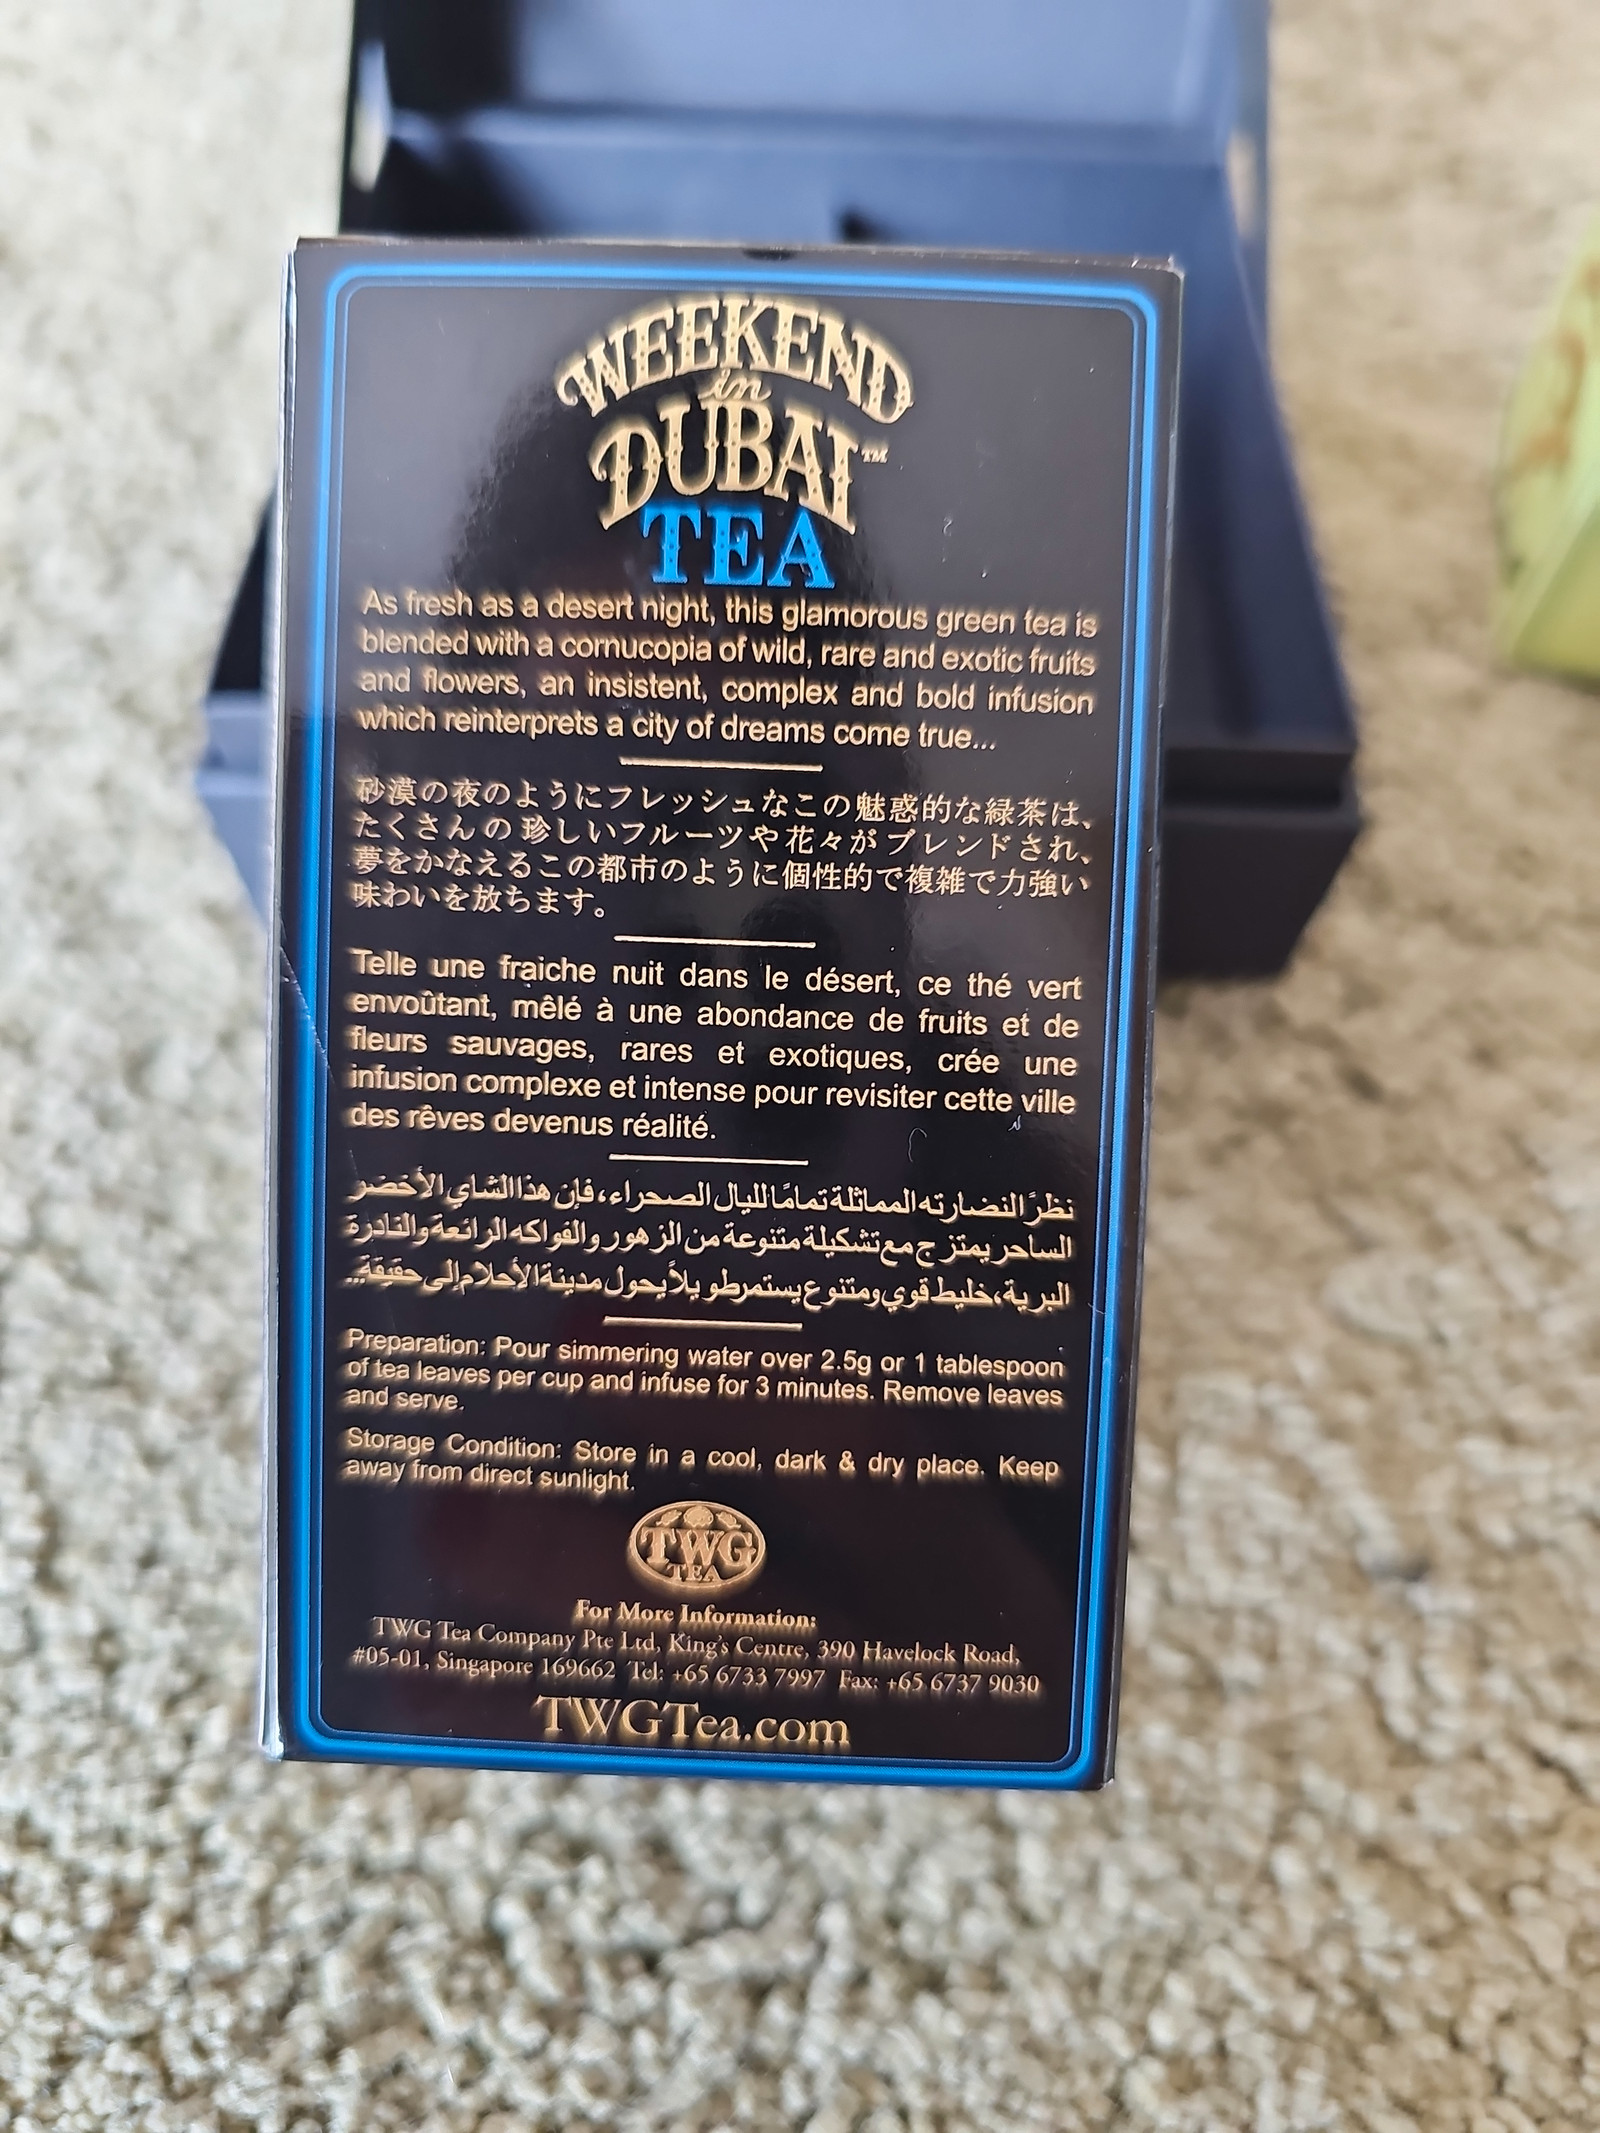 WEEKEND
in
DUBAI™
TEA
As fresh as a desert night, this glamorous green tea is
blended with a cornucopia of wild, rare and exotic fruits
and flowers, an insistent, complex and bold infusion
which reinterprets a city of dreams come true...
砂漠の夜のようにフレッシュなこの魅惑的な緑茶は、
たくさんの珍しいフルーツや花々がブレンドされ、
夢をかなえるこの都市のように個性的で複雑で力強い
味わいを放ちます。
Telle une fraiche nuit dans le désert, ce thé vert
envoûtant, mêlé à une abondance de fruits et de
fleurs sauvages, rares et exotiques, crée une
infusion complexe et intense pour revisiter cette ville
des rêves devenus réalité.
نظرًا لنضارته المماثلة تمامًا لليال الصحراء، فإن هذا الشاي الأخضر
الساحر يمتزج مع تشكيلة متنوعة من الزهور والفواكه الرائعة والنادرة
البرية، خليط قوي ومتنوع يستمر طويلاً يحول مدينة الأحلام إلى حقيقة...
Preparation: Pour simmering water over 2.5g or 1 tablespoon
of tea leaves per cup and infuse for 3 minutes. Remove leaves
and serve.
Storage Condition: Store in a cool, dark & dry place. Keep
away from direct sunlight.
TWG
TEA
For More Information:
TWG Tea Company Pte Ltd, King's Centre, 390 Havelock Road,
#05-01, Singapore 169662 Tel: +65 6733 7997 Fax: +65 6737 9030
TWGTea.com